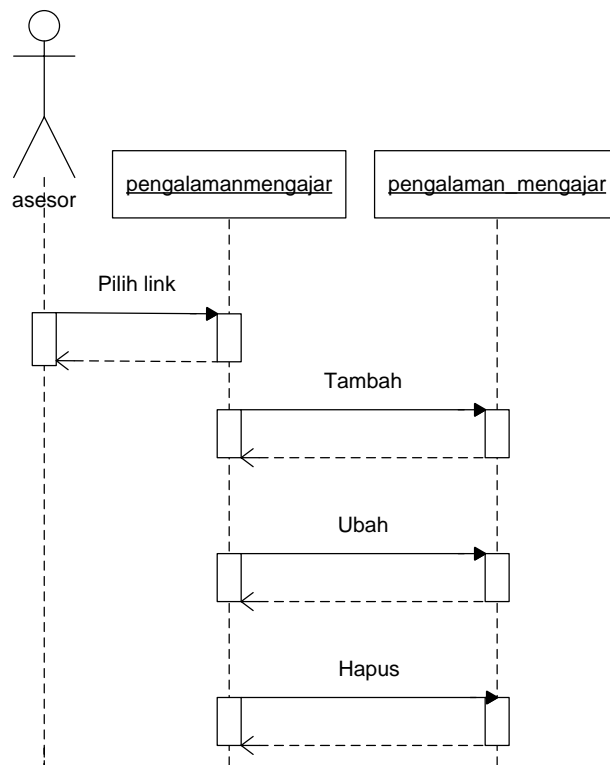 asesor
pengalamanmengajar
pengalaman_mengajar
Pilih link
Tambah
Ubah
Hapus